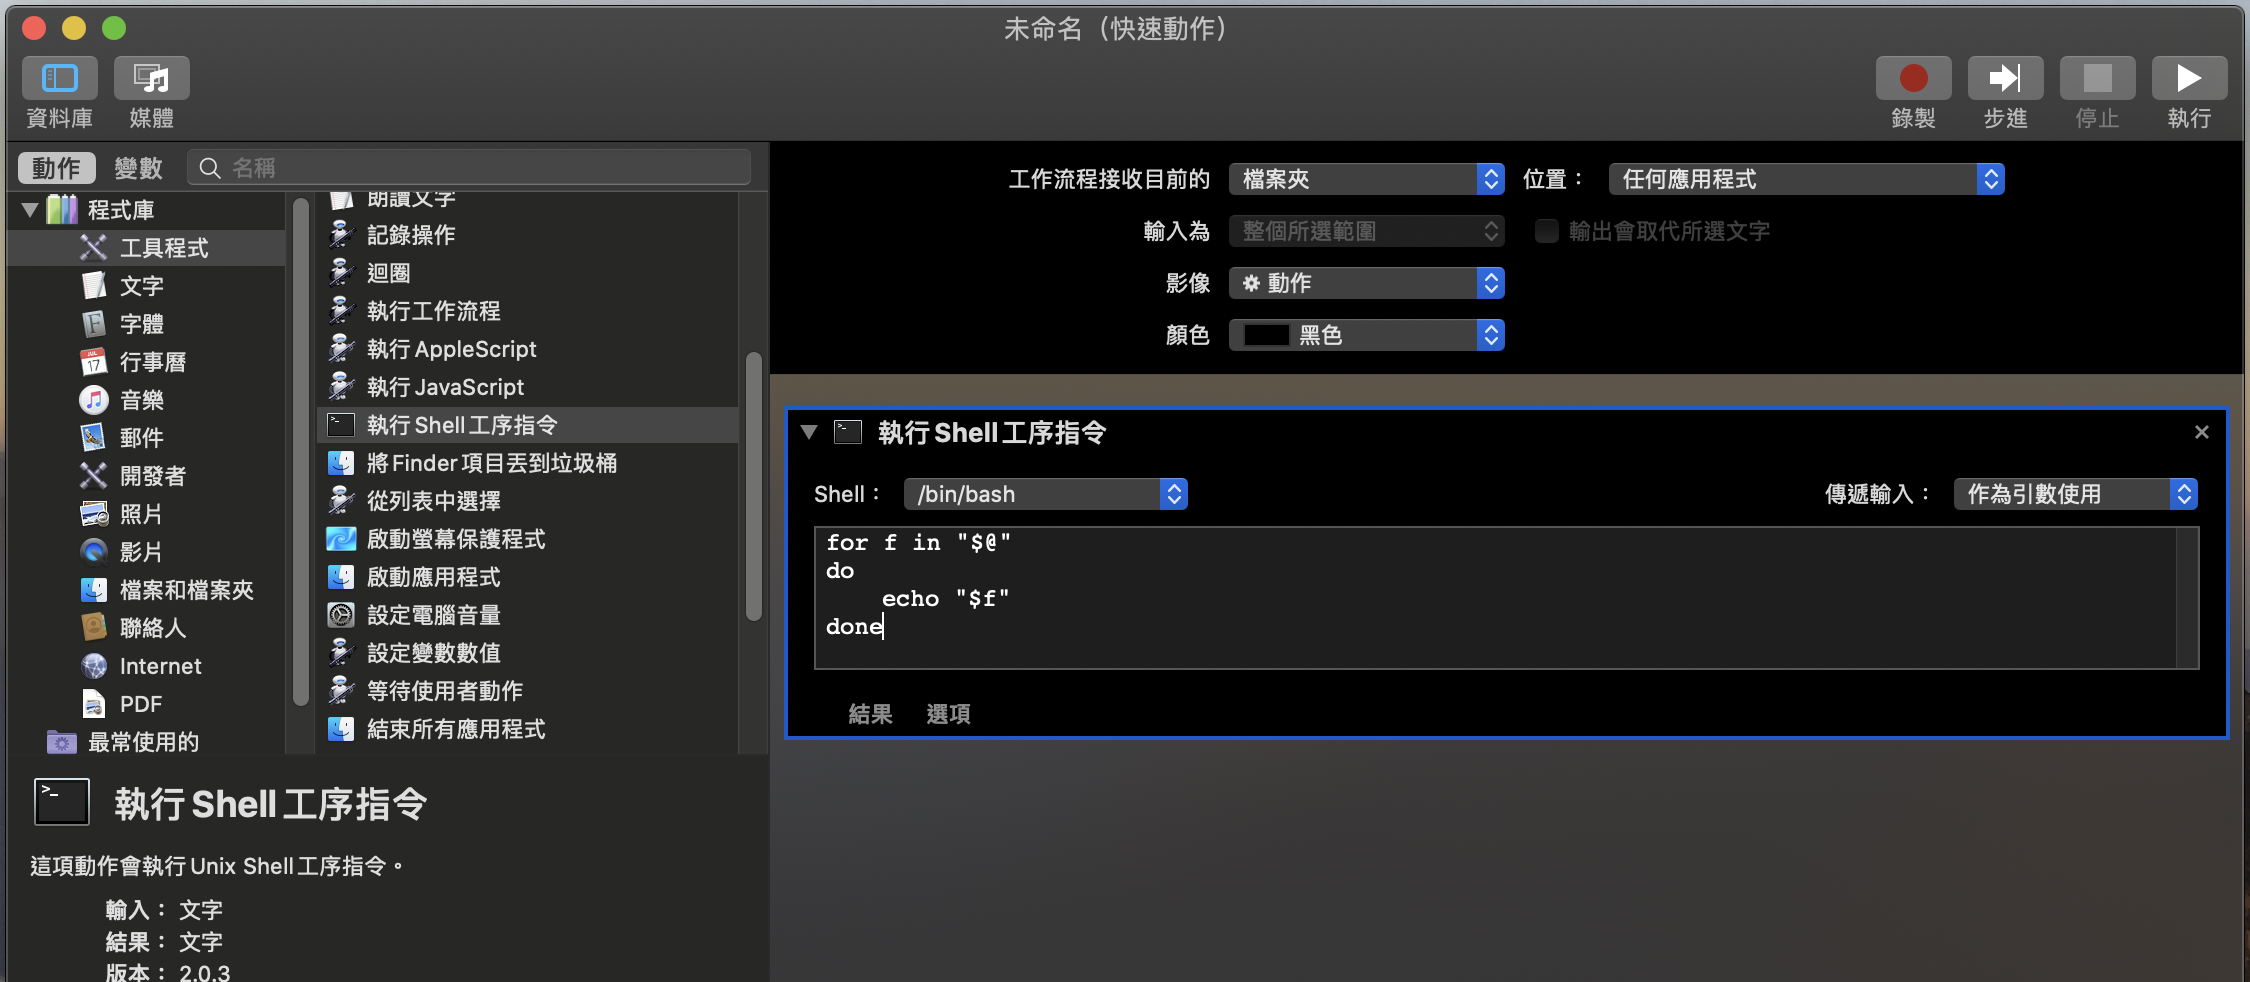 未命名（快速動作）
資料庫
媒體
錄製
步進
停止
執行
動作
變數
名稱
程式庫
工具程式
文字
字體
JUL
17
行事曆
音樂
郵件
開發者
照片
影片
檔案和檔案夾
聯絡人
Internet
PDF
最常使用的
朗讀文字
記錄操作
迴圈
執行工作流程
執行 AppleScript
執行 JavaScript
執行 Shell 工序指令
將 Finder 項目丟到垃圾桶
從列表中選擇
啟動螢幕保護程式
啟動應用程式
設定電腦音量
設定變數數值
等待使用者動作
結束所有應用程式
執行 Shell 工序指令
這項動作會執行 Unix Shell 工序指令。
輸入： 文字
結果： 文字
版本： 2.0.3
工作流程接收目前的 檔案夾 位置： 任何應用程式
輸入為 整個所選範圍 輸出會取代所選文字
影像 動作
顏色 黑色
執行 Shell 工序指令
Shell： /bin/bash 傳遞輸入： 作為引數使用
for f in "$@"
do
echo "$f"
done
結果 選項